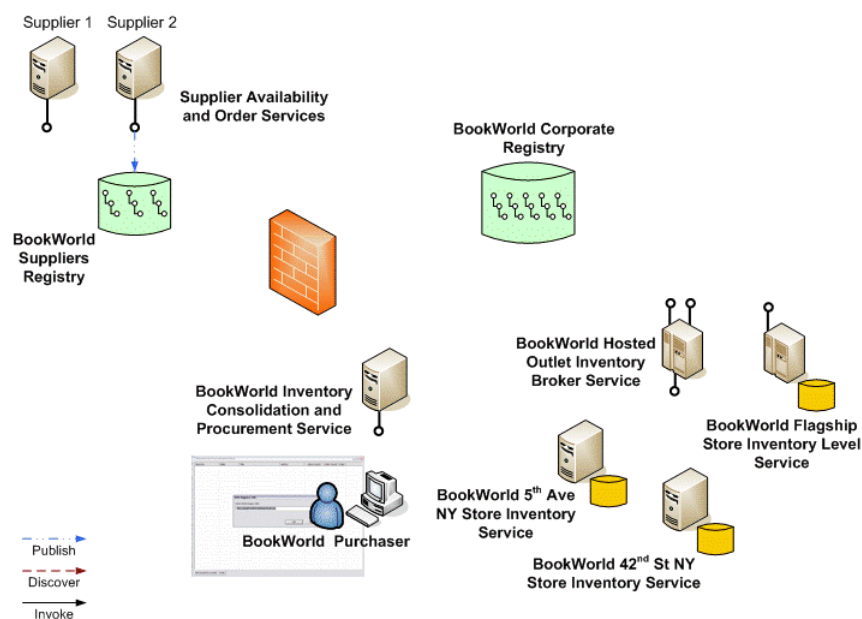 Supplier 1
Supplier 2
Supplier Availability
and Order Services
BookWorld Corporate
Registry
BookWorld
Suppliers
Registry
BookWorld Hosted
Outlet Inventory
Broker Service
BookWorld Inventory
Consolidation and
Procurement Service
BookWorld Flagship
Store Inventory Level
Service
BookWorld 5th Ave
NY Store Inventory
Service
BookWorld Purchaser
BookWorld 42nd St NY
Store Inventory Service
Publish
Discover
Invoke